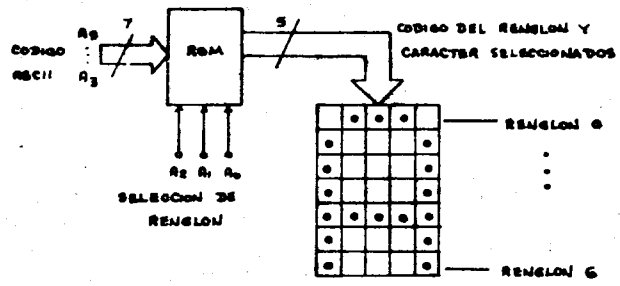 CODIGO
ASCII
A9
A3
7
ROM
5
CODIGO DEL RENGLON Y
CARACTER SELECCIONADOS
A2 A1 A0
SELECCION DE
RENGLON
RENGLON 0
RENGLON 6